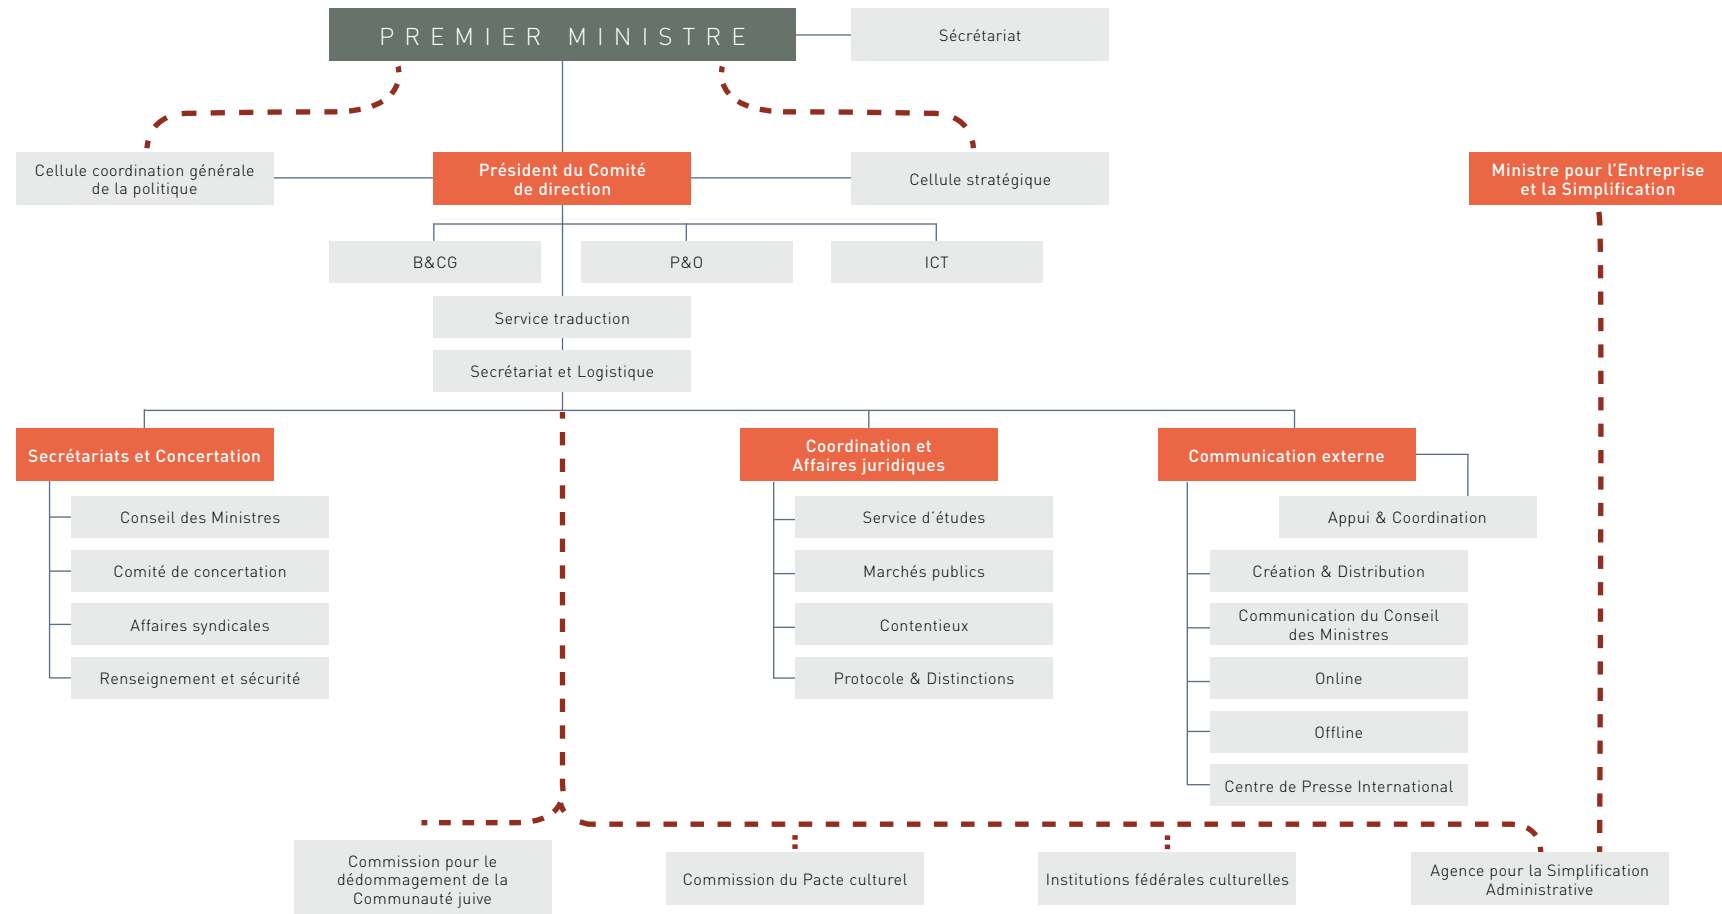 PREMIER MINISTRE
Sécrétariat
Cellule coordination générale
de la politique
Président du Comité
de direction
Cellule stratégique
Ministre pour l'Entreprise
et la Simplification
B&CG
P&O
ICT
Service traduction
Secrétariat et Logistique
Secrétariats et Concertation
Conseil des Ministres
Comité de concertation
Affaires syndicales
Renseignement et sécurité
Coordination et
Affaires juridiques
Service d'études
Marchés publics
Contentieux
Protocole & Distinctions
Communication externe
Appui & Coordination
Création & Distribution
Communication du Conseil
des Ministres
Online
Offline
Centre de Presse International
Commission pour le
dédommagement de la
Communauté juive
Commission du Pacte culturel
Institutions fédérales culturelles
Agence pour la Simplification
Administrative